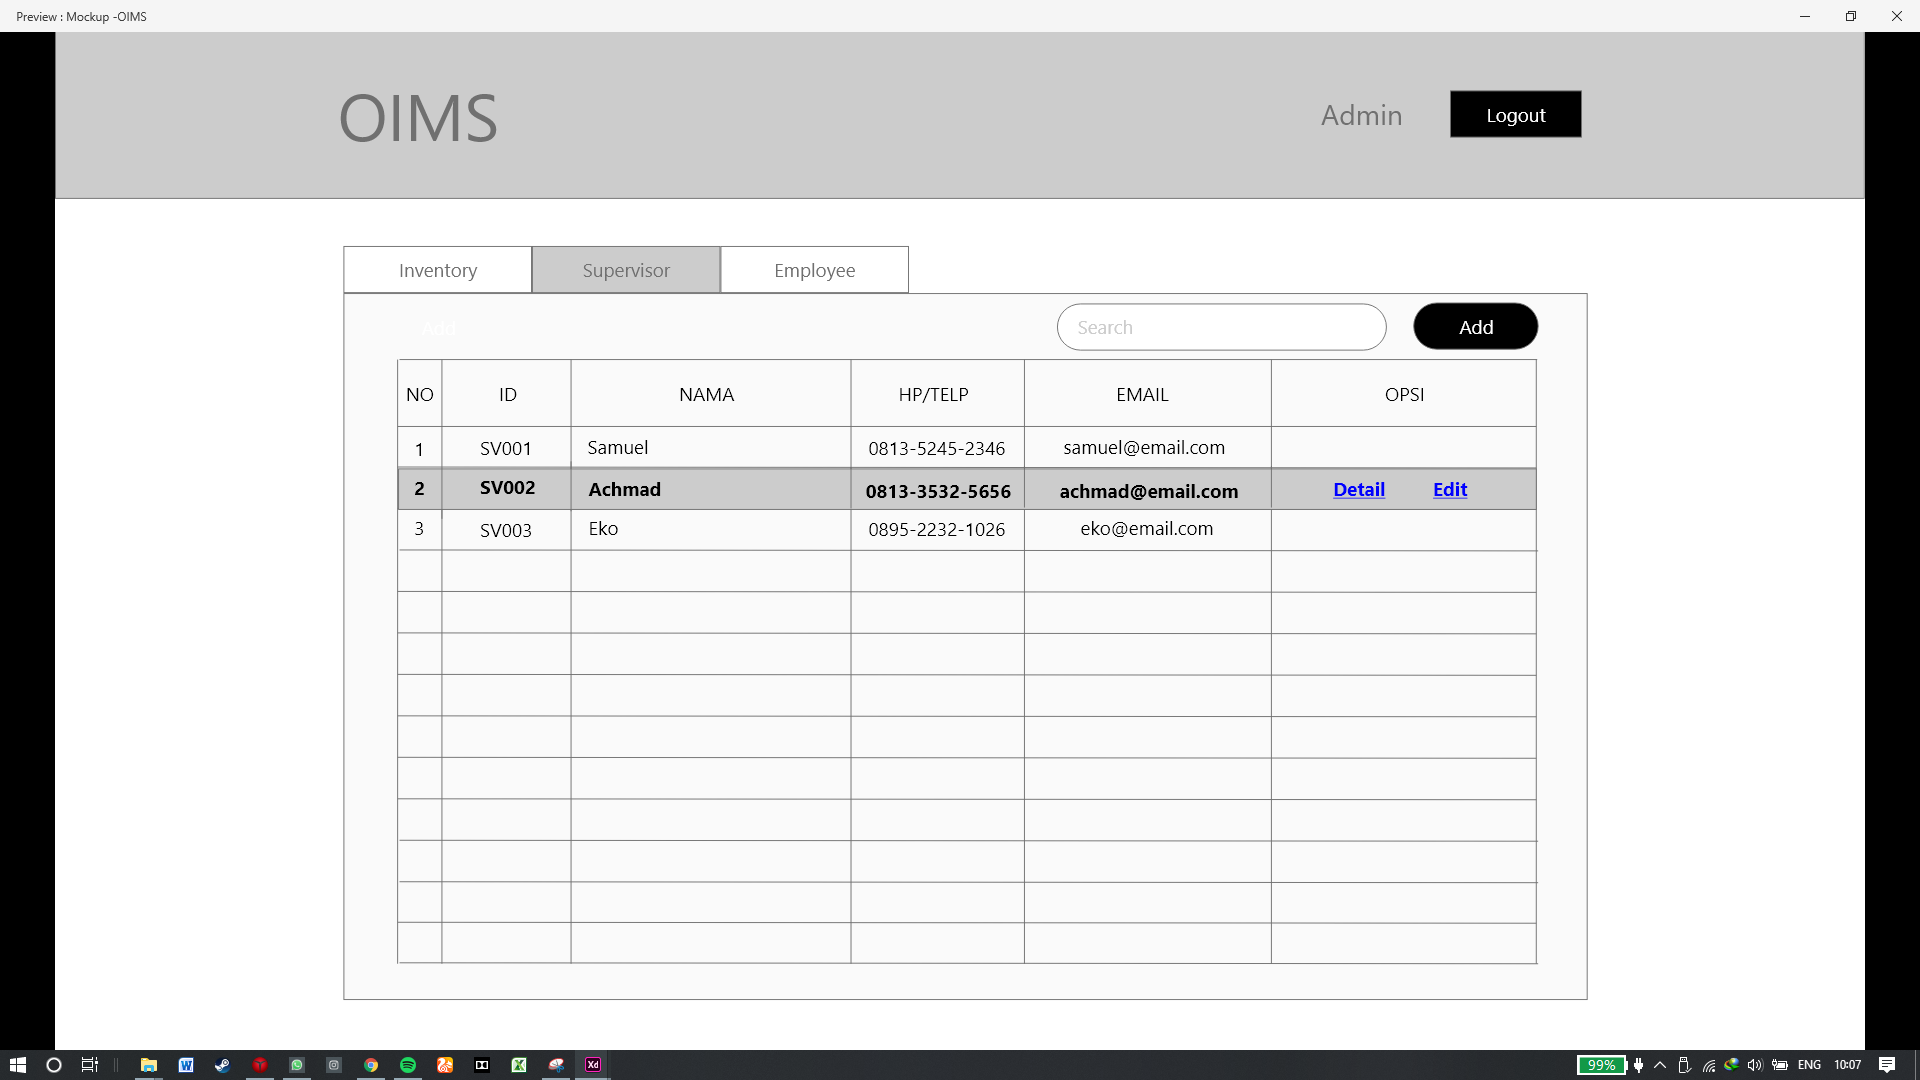 Preview : Mockup -OIMS
OIMS
Admin
Logout
Inventory
Supervisor
Employee
Add
Search
Add
NO ID NAMA HP/TELP EMAIL OPSI
1 SV001 Samuel 0813-5245-2346 samuel@email.com
2 SV002 Achmad 0813-3532-5656 achmad@email.com Detail Edit
3 SV003 Eko 0895-2232-1026 eko@email.com
99% ENG 10:07